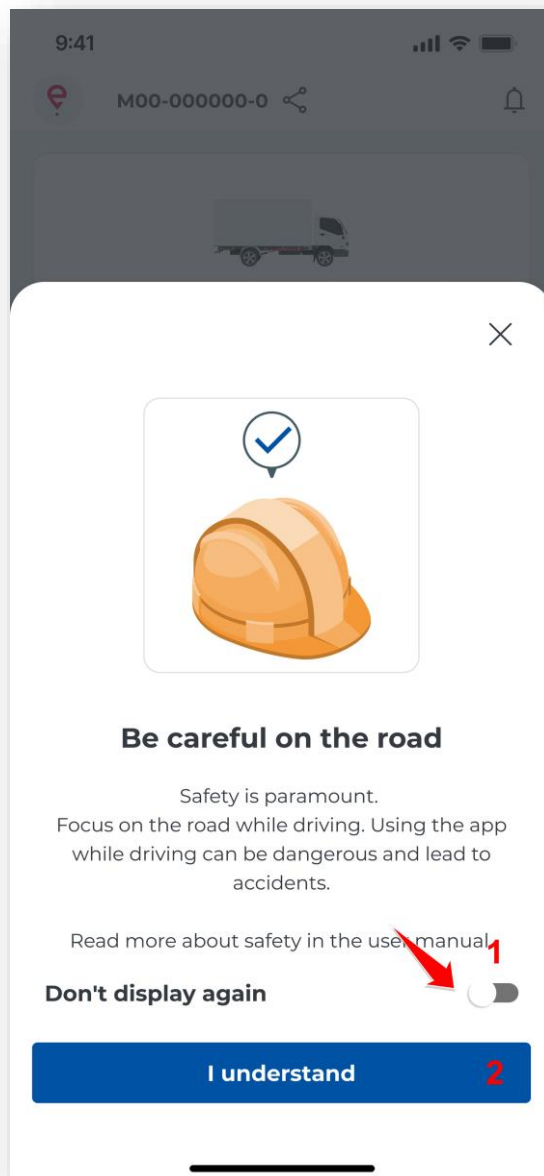 9:41
M00-000000-0
Be careful on the road
Safety is paramount.
Focus on the road while driving. Using the app
while driving can be dangerous and lead to
accidents.
Read more about safety in the user manual.
1
Don't display again
I understand
2